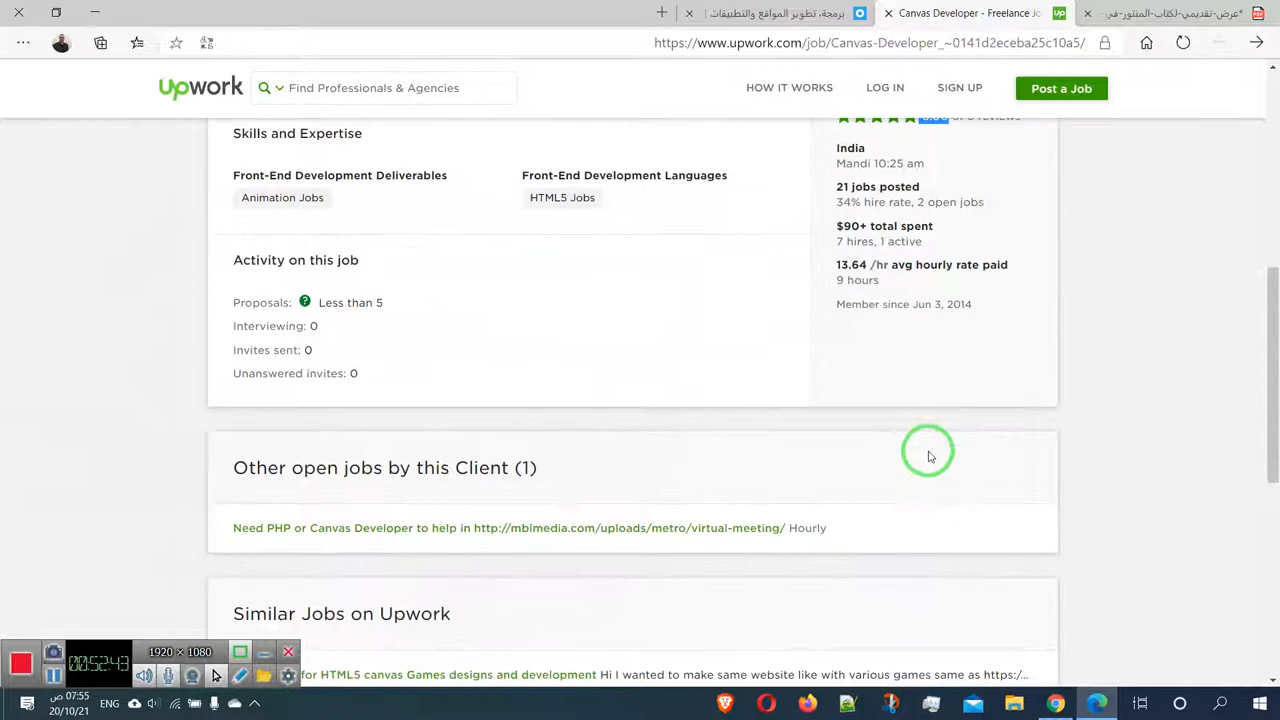 برمجة، تطوير المواقع والتطبيقات |
Canvas Developer - Freelance Jo
*عرض-تقديمي-لكتاب-المنثور-في
https://www.upwork.com/job/Canvas-Developer_~0141d2eceba25c10a5/
upwork
Find Professionals & Agencies
HOW IT WORKS
LOG IN
SIGN UP
Post a Job
Skills and Expertise
Front-End Development Deliverables
Front-End Development Languages
Animation Jobs
HTML5 Jobs
Activity on this job
Proposals: ? Less than 5
Interviewing: 0
Invites sent: 0
Unanswered invites: 0
India
Mandi 10:25 am
21 jobs posted
34% hire rate, 2 open jobs
$90+ total spent
7 hires, 1 active
13.64 /hr avg hourly rate paid
9 hours
Member since Jun 3, 2014
Other open jobs by this Client (1)
Need PHP or Canvas Developer to help in http://mblmedia.com/uploads/metro/virtual-meeting/ Hourly
Similar Jobs on Upwork
for HTML5 canvas Games designs and development Hi I wanted to make same website like with various games same as https:/...
1920 × 1080
00:52:43
07:55 ص
20/10/21
ENG